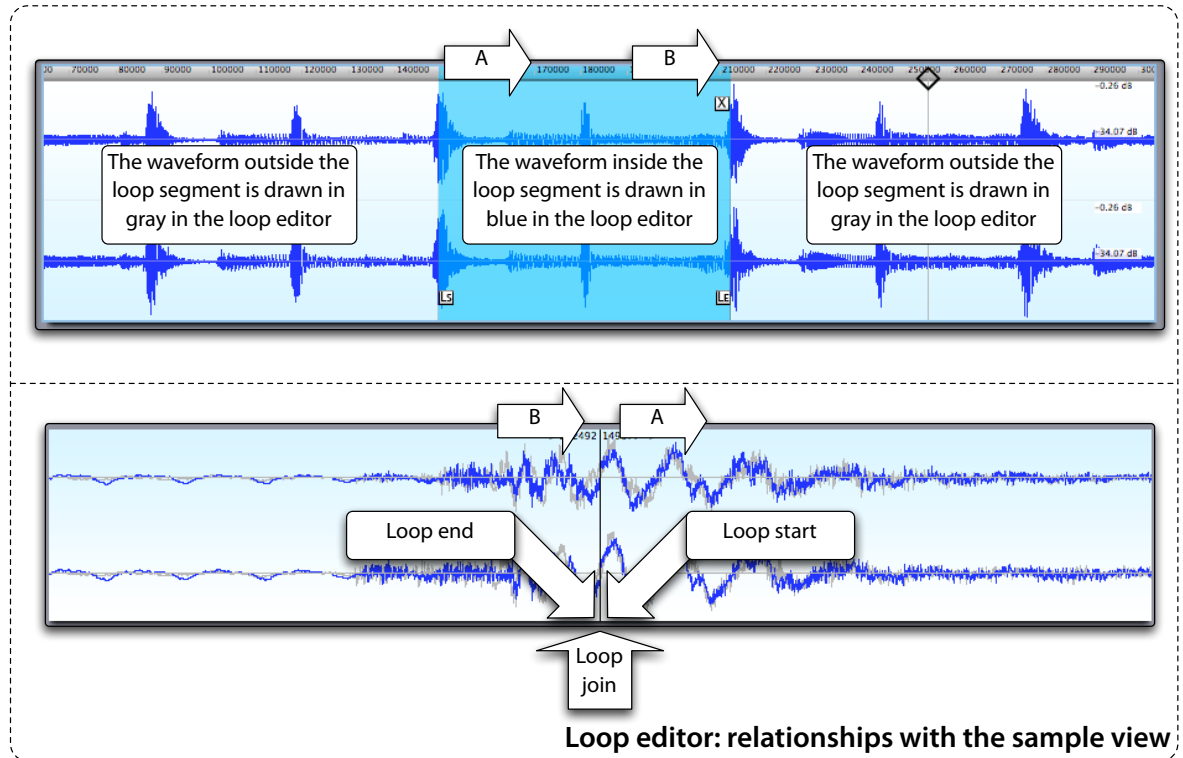 A
B
70000 80000 90000 100000 110000 120000 130000 140000 170000 180000 210000 220000 230000 240000 260000 270000 280000 290000
-0.26 dB
X
-34.07 dB
The waveform outside the
loop segment is drawn in
gray in the loop editor
The waveform inside the
loop segment is drawn in
blue in the loop editor
The waveform outside the
loop segment is drawn in
gray in the loop editor
-0.26 dB
-34.07 dB
LS
LE
B
A
Loop end
Loop start
Loop
join
Loop editor: relationships with the sample view